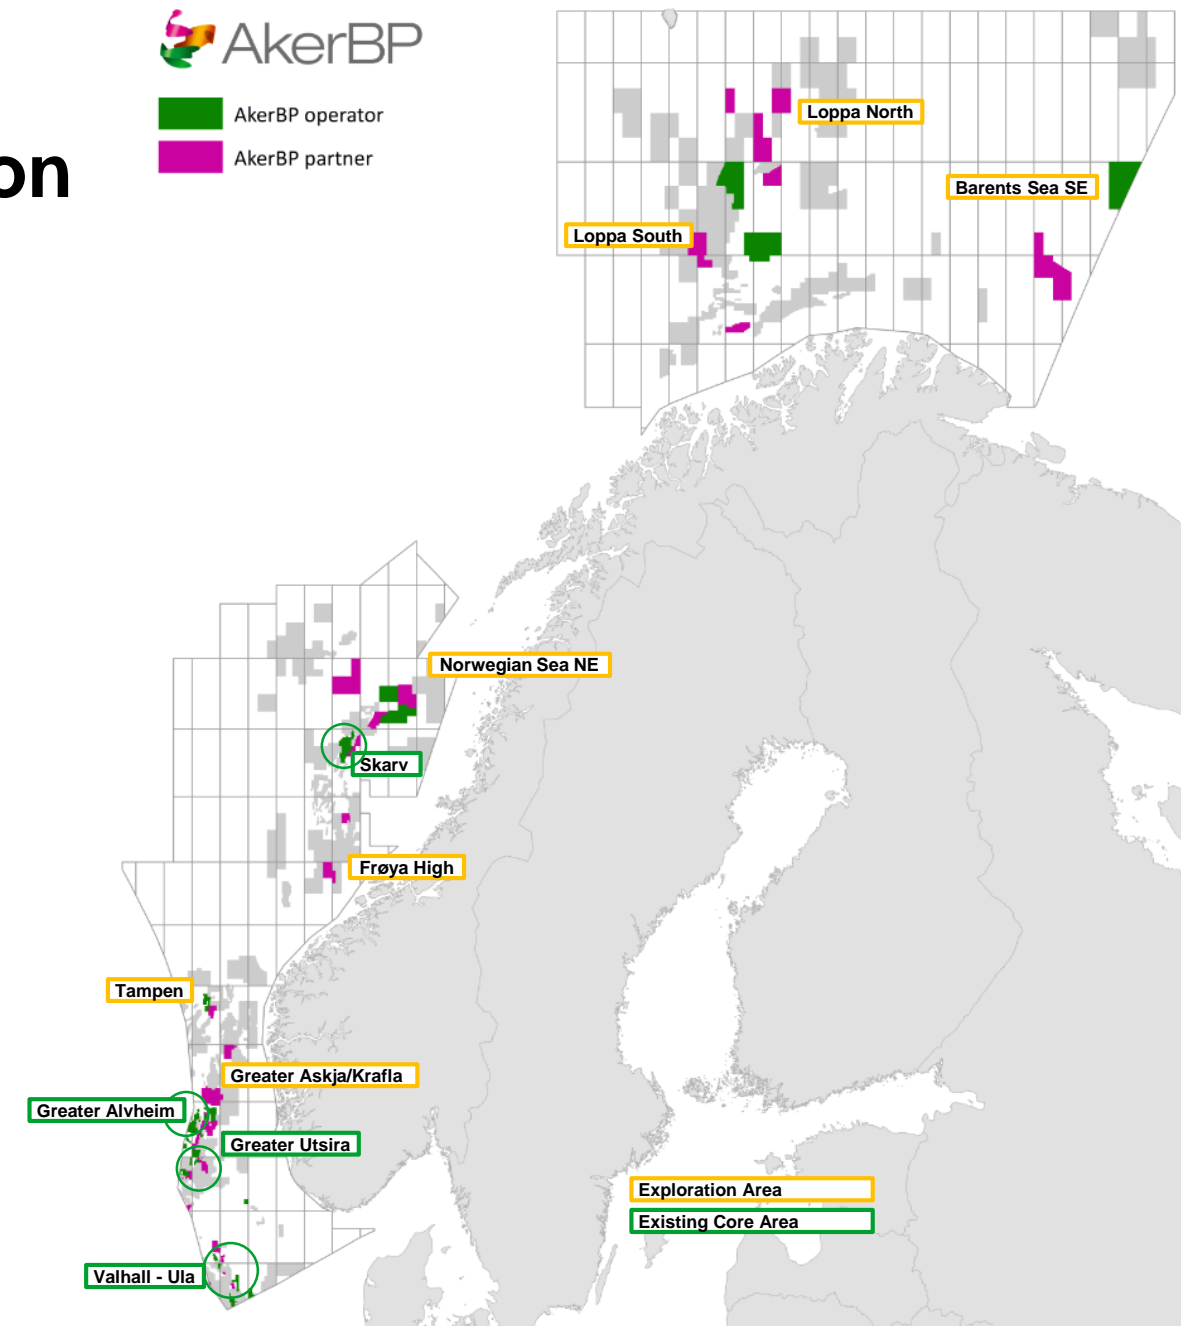 AkerBP
AkerBP operator
AkerBP partner
on
Loppa North
Barents Sea SE
Loppa South
Norwegian Sea NE
Skarv
Frøya High
Tampen
Greater Askja/Krafla
Greater Alvheim
Greater Utsira
Exploration Area
Existing Core Area
Valhall - Ula